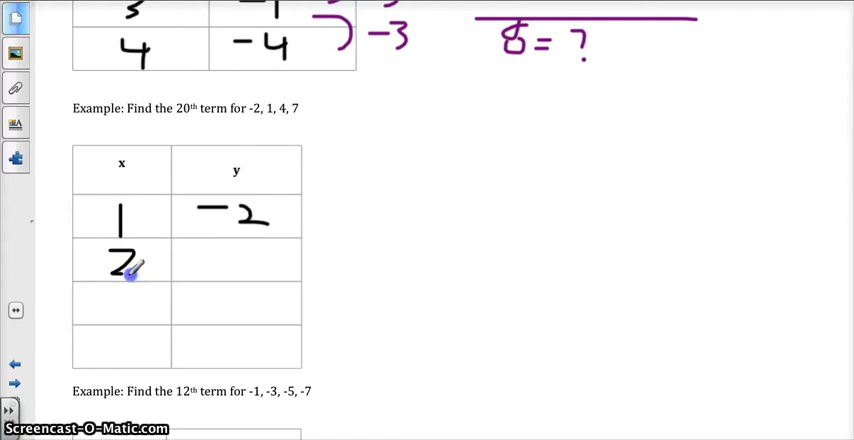 3 -1
4 -4 ) -3
8 = ?
Example: Find the 20th term for -2, 1, 4, 7
x y
1 -2
2
Example: Find the 12th term for -1, -3, -5, -7
Screencast-O-Matic.com